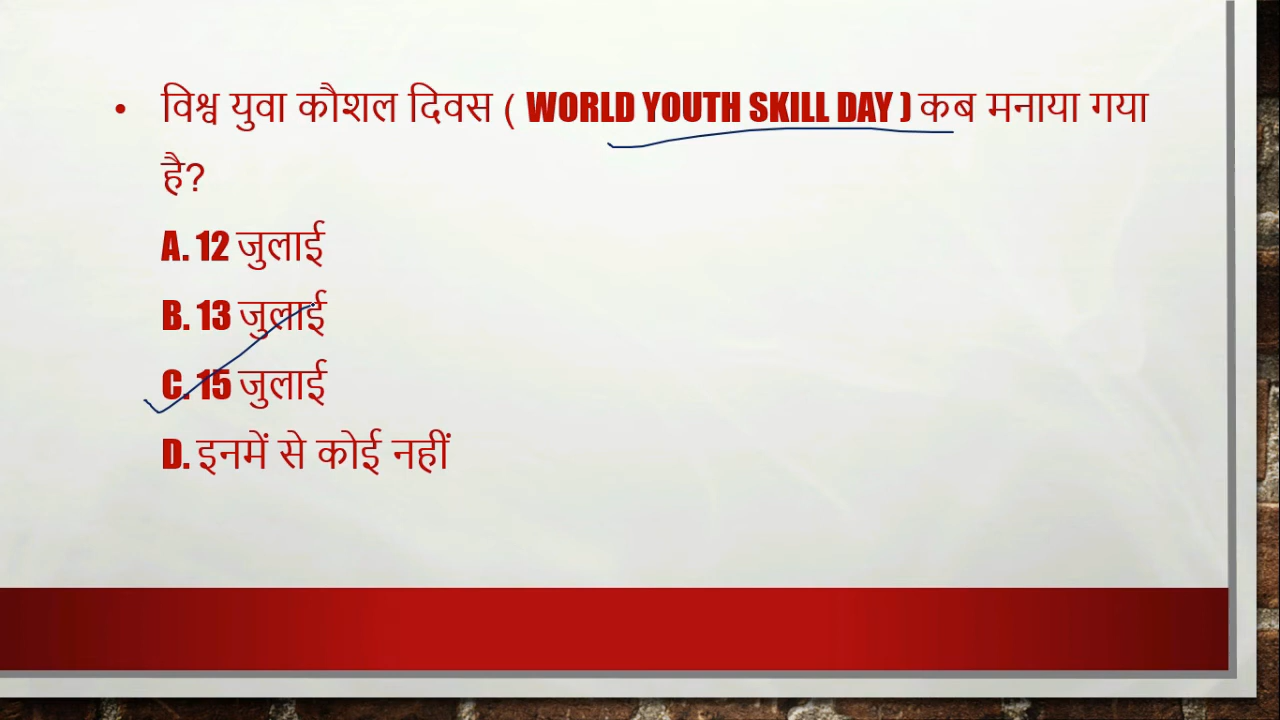 • विश्व युवा कौशल दिवस ( WORLD YOUTH SKILL DAY ) कब मनाया गया
है?
A. 12 जुलाई
B. 13 जुलाई
C. 15 जुलाई
D. इनमें से कोई नहीं